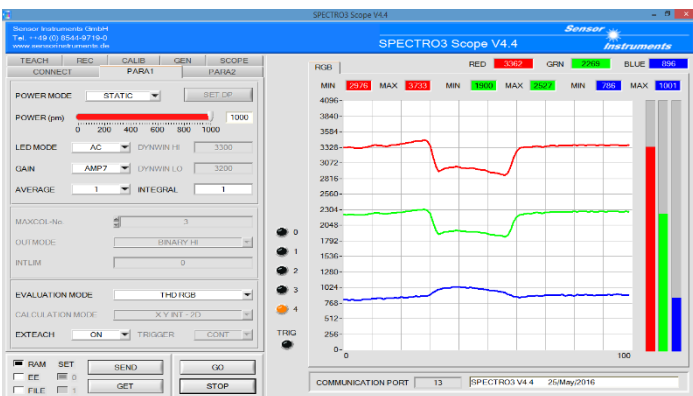 SPECTRO3 Scope V4.4
Sensor Instruments GmbH
Tel. ++49 (0) 8544-9719-0
www.sensorinstruments.de
SPECTRO3 Scope V4.4
Sensor
Instruments
TEACH REC CALIB GEN SCOPE
CONNECT PARA1 PARA2
POWER MODE STATIC SET DP
POWER (pm) 1000
0 200 400 600 800 1000
LED MODE AC DYNWIN HI 3300
GAIN AMP7 DYNWIN LO 3200
AVERAGE 1 INTEGRAL 1
MAXCOL-No. 3
OUTMODE BINARY HI
INTLIM 0
EVALUATION MODE THD RGB
CALCULATION MODE X Y INT - 2D
EXTEACH ON TRIGGER CONT
RAM SET SEND GO
EE 0
FILE 1 GET STOP
0
1
2
3
4
TRIG
RGB RED 3362 GRN 2269 BLUE 896
MIN 2976 MAX 3733 MIN 1900 MAX 2527 MIN 786 MAX 1001
4096-
3840-
3584-
3328-
3072-
2816-
2560-
2304-
2048-
1792-
1536-
1280-
1024-
768-
512-
256-
0-
0 100
COMMUNICATION PORT 13 SPECTRO3 V4.4 25/May/2016